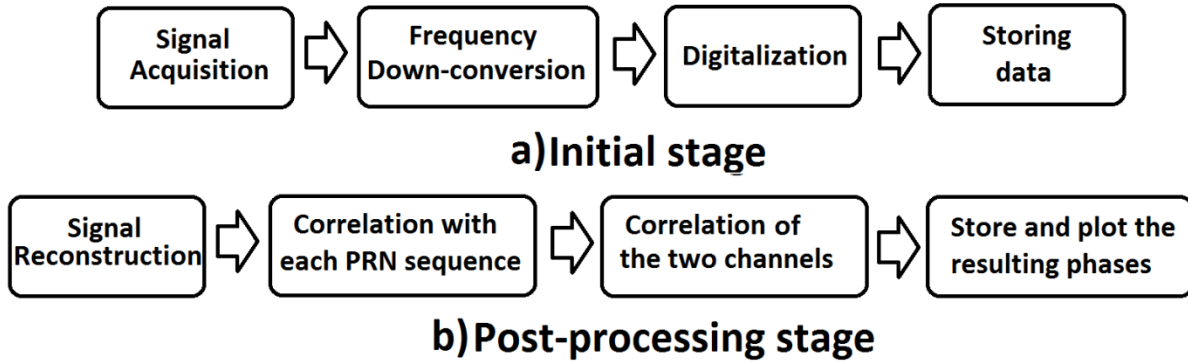 Signal
Acquisition
Frequency
Down-conversion
Digitalization
Storing
data
a)Initial stage
Signal
Reconstruction
Correlation with
each PRN sequence
Correlation of
the two channels
Store and plot the
resulting phases
b)Post-processing stage